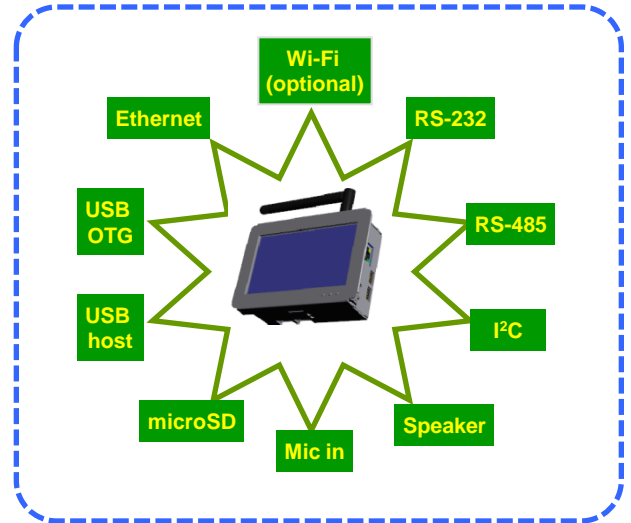 Wi-Fi
(optional)
Ethernet
RS-232
USB
OTG
RS-485
USB
host
I²C
microSD
Speaker
Mic in